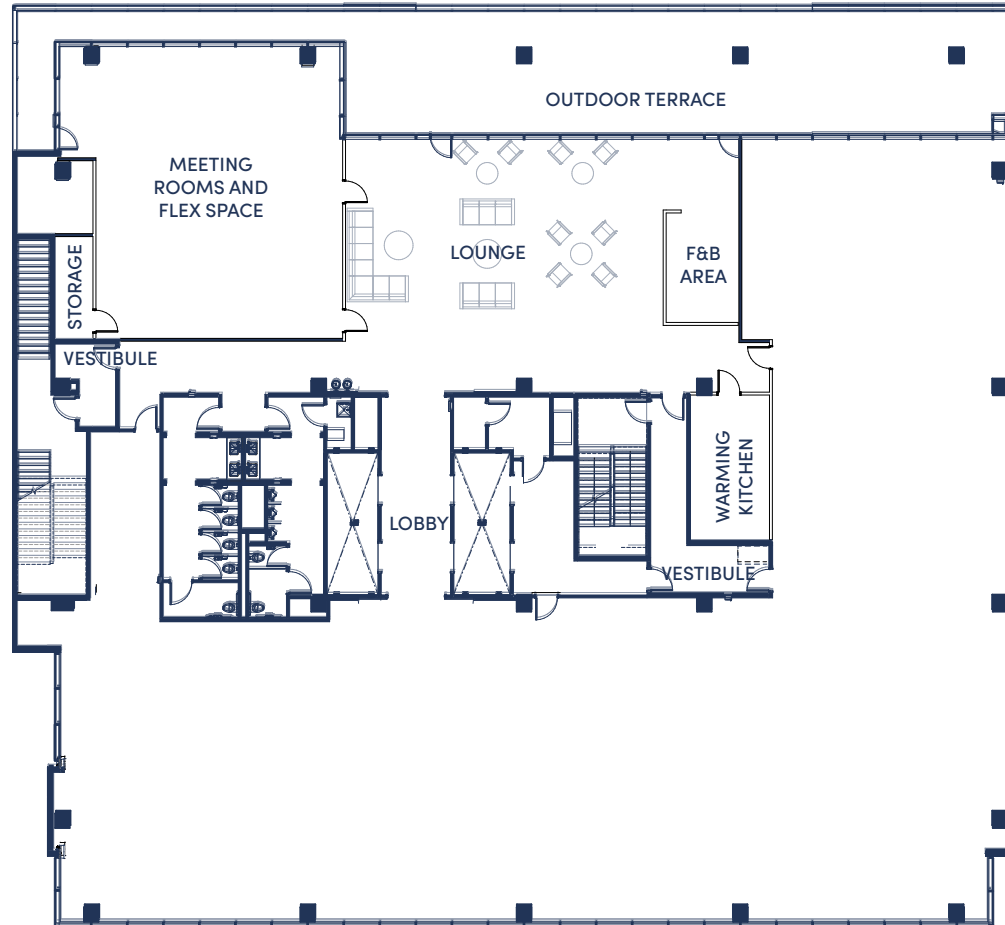 OUTDOOR TERRACE
MEETING
ROOMS AND
FLEX SPACE
LOUNGE
F&B
AREA
STORAGE
VESTIBULE
WARMING
KITCHEN
LOBBY
VESTIBULE